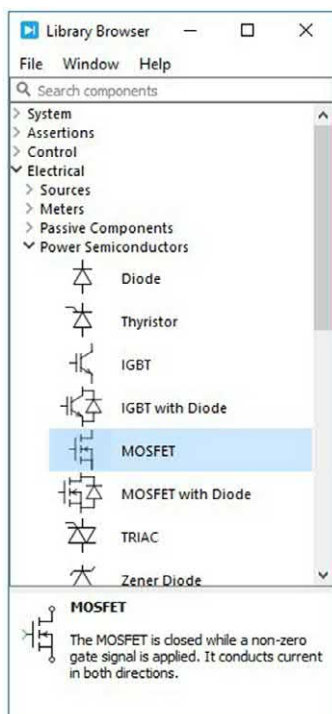 Library Browser
File Window Help
Search components
System
Assertions
Control
Electrical
Sources
Meters
Passive Components
Power Semiconductors
Diode
Thyristor
IGBT
IGBT with Diode
MOSFET
MOSFET with Diode
TRIAC
Zener Diode
MOSFET
The MOSFET is closed while a non-zero
gate signal is applied. It conducts current
in both directions.